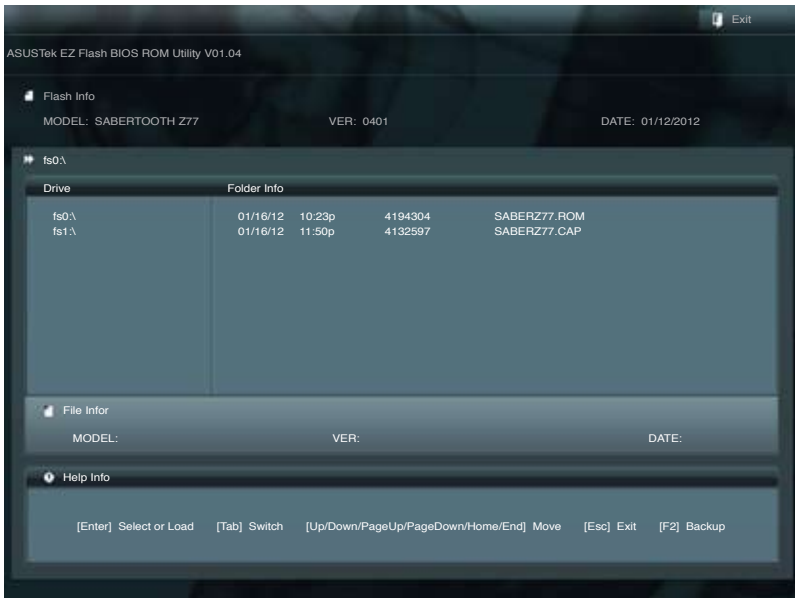 Exit
ASUSTek EZ Flash BIOS ROM Utility V01.04
Flash Info
MODEL: SABERTOOTH Z77 VER: 0401 DATE: 01/12/2012
fs0:\
Drive Folder Info
fs0:\ 01/16/12 10:23p 4194304 SABERZ77.ROM
fs1:\ 01/16/12 11:50p 4132597 SABERZ77.CAP
File Infor
MODEL: VER: DATE:
Help Info
[Enter] Select or Load [Tab] Switch [Up/Down/PageUp/PageDown/Home/End] Move [Esc] Exit [F2] Backup